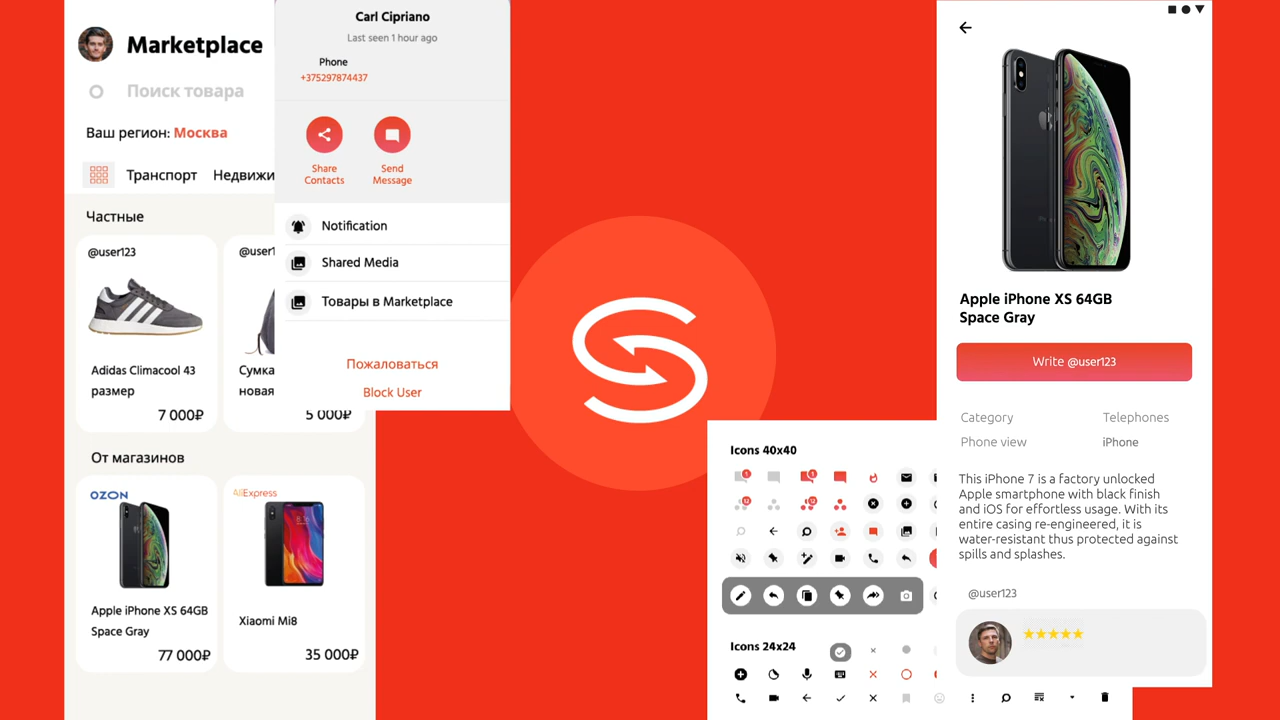 Marketplace
Поиск товара
Ваш регион: Москва
Транспорт Недвижи
Частные
@user123
Adidas Climacool 43
размер
7 000₽
@user1
Сумка
новая
5 000₽
От магазинов
OZON
Apple iPhone XS 64GB
Space Gray
77 000₽
AliExpress
Xiaomi Mi8
35 000₽
Carl Cipriano
Last seen 1 hour ago
Phone
+375297874437
Share
Contacts
Send
Message
Notification
Shared Media
Товары в Marketplace
Пожаловаться
Block User
Icons 40x40
1
1
12
12
Icons 24x24
Apple iPhone XS 64GB
Space Gray
Write @user123
Category Telephones
Phone view iPhone
This iPhone 7 is a factory unlocked
Apple smartphone with black finish
and iOS for effortless usage. With its
entire casing re-engineered, it is
water-resistant thus protected against
spills and splashes.
@user123